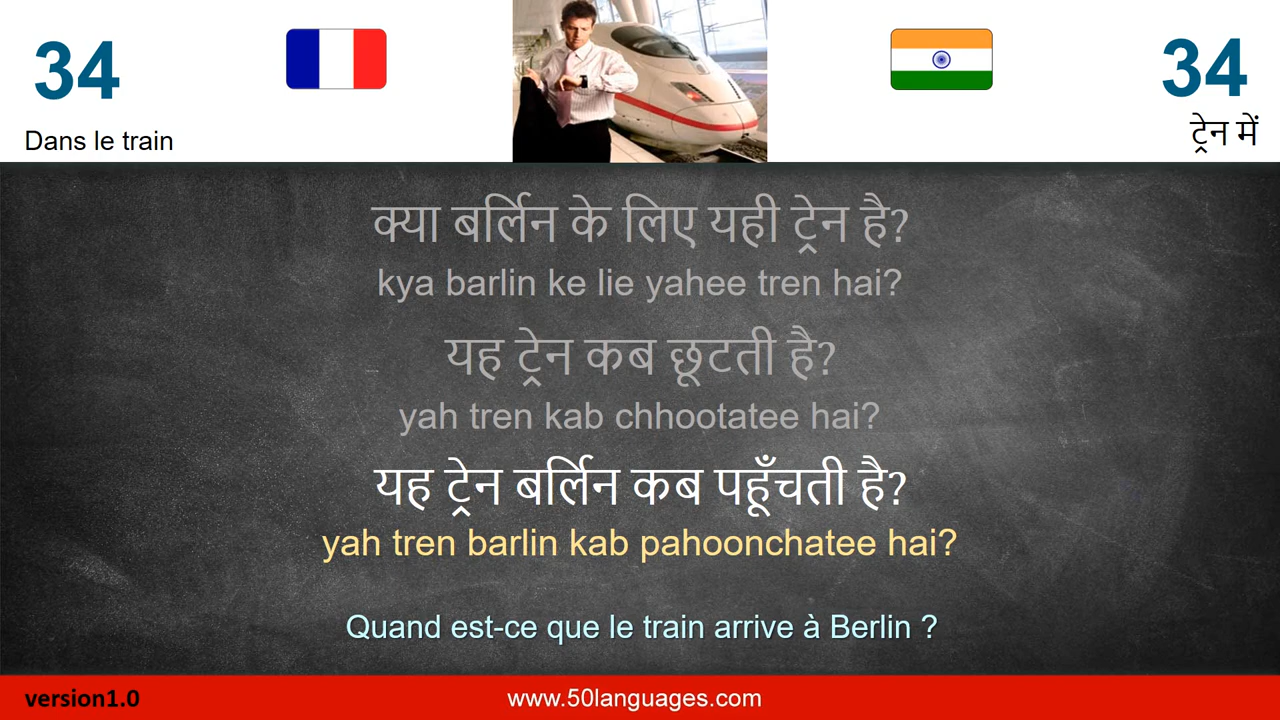 34
34
Dans le train
ट्रेन में
क्या बर्लिन के लिए यही ट्रेन है?
kya barlin ke lie yahee tren hai?
यह ट्रेन कब छूटती है?
yah tren kab chhootatee hai?
यह ट्रेन बर्लिन कब पहूँचती है?
yah tren barlin kab pahoonchatee hai?
Quand est-ce que le train arrive à Berlin ?
version1.0
www.50languages.com